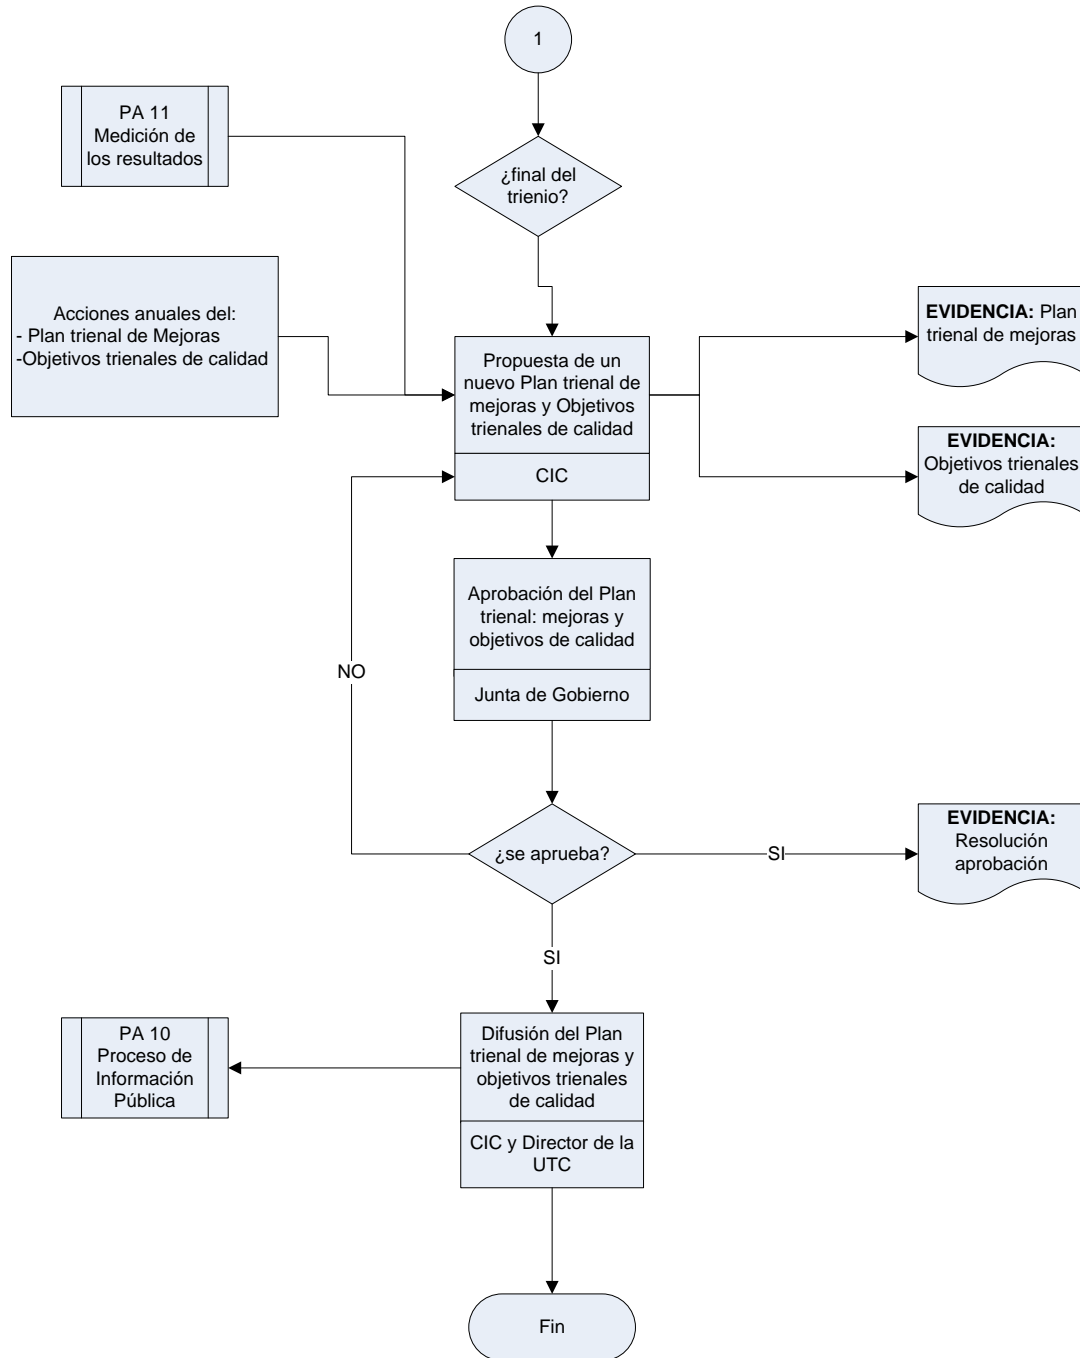 1
PA 11
Medición de
los resultados
¿final del
trienio?
Acciones anuales del:
- Plan trienal de Mejoras
-Objetivos trienales de calidad
Propuesta de un
nuevo Plan trienal de
mejoras y Objetivos
trienales de calidad
CIC
EVIDENCIA: Plan
trienal de mejoras
EVIDENCIA:
Objetivos trienales
de calidad
Aprobación del Plan
trienal: mejoras y
objetivos de calidad
Junta de Gobierno
NO
¿se aprueba?
SI
EVIDENCIA:
Resolución
aprobación
SI
PA 10
Proceso de
Información
Pública
Difusión del Plan
trienal de mejoras y
objetivos trienales
de calidad
CIC y Director de la
UTC
Fin